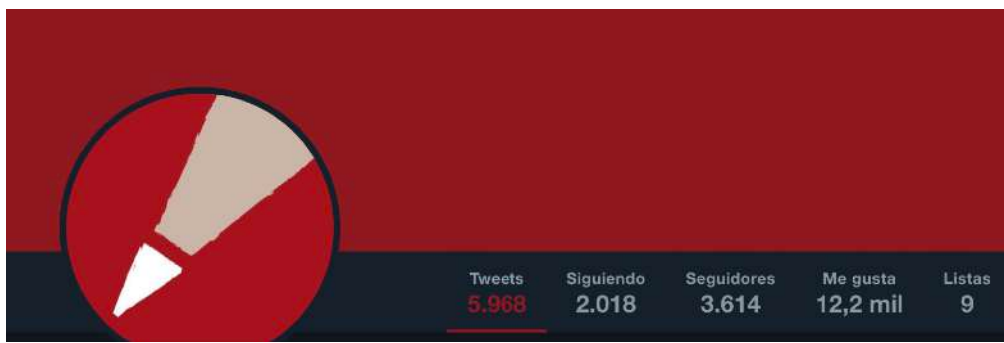 Tweets Siguiendo Seguidores Me gusta Listas
5.968 2.018 3.614 12,2 mil 9